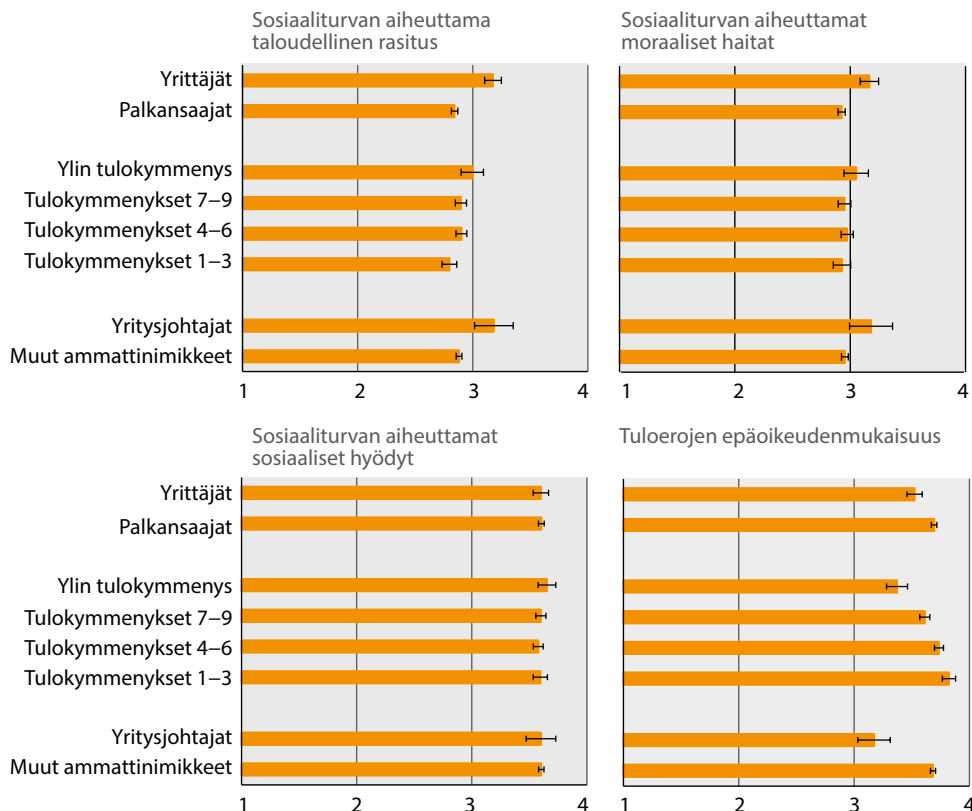 Sosiaaliturvan aiheuttama
taloudellinen rasitus
Sosiaaliturvan aiheuttamat
moraaliset haitat
Yrittäjät
Palkansaajat
Ylin tulokymmenys
Tulokymmenykset 7–9
Tulokymmenykset 4–6
Tulokymmenykset 1–3
Yritysjohtajat
Muut ammattinimikkeet
1 2 3 4
1 2 3 4
Sosiaaliturvan aiheuttamat
sosiaaliset hyödyt
Tuloerojen epäoikeudenmukaisuus
Yrittäjät
Palkansaajat
Ylin tulokymmenys
Tulokymmenykset 7–9
Tulokymmenykset 4–6
Tulokymmenykset 1–3
Yritysjohtajat
Muut ammattinimikkeet
1 2 3 4
1 2 3 4